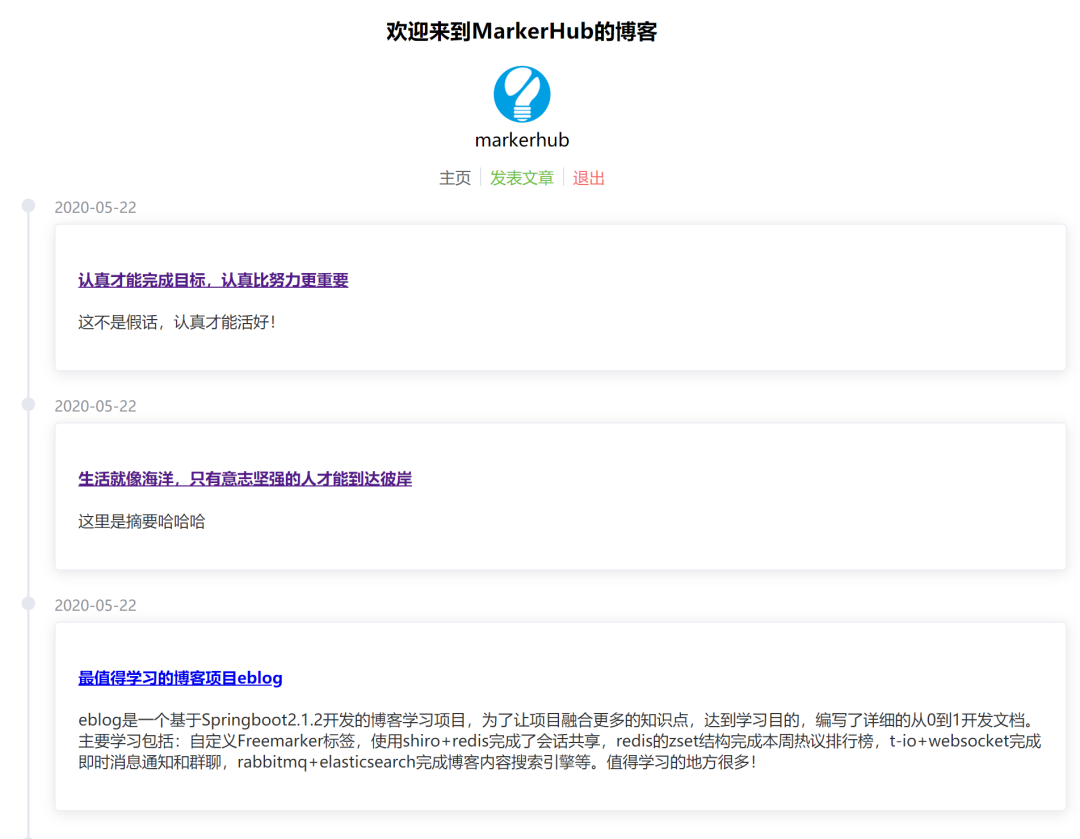 欢迎来到MarkerHub的博客
markerhub
主页 发表文章 退出
2020-05-22
认真才能完成目标，认真比努力更重要
这不是假话，认真才能活好！
2020-05-22
生活就像海洋，只有意志坚强的人才能到达彼岸
这里是摘要哈哈哈
2020-05-22
最值得学习的博客项目eblog
eblog是一个基于Springboot2.1.2开发的博客学习项目，为了让项目融合更多的知识点，达到学习目的，编写了详细的从0到1开发文档。
主要学习包括：自定义Freemarker标签，使用shiro+redis完成了会话共享，redis的zset结构完成本周热议排行榜，t-io+websocket完成
即时消息通知和群聊，rabbitmq+elasticsearch完成博客内容搜索引擎等。值得学习的地方很多！